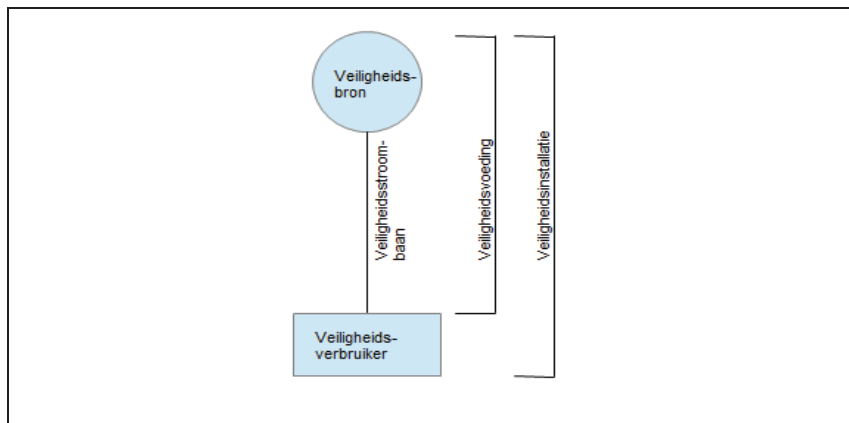 Veiligheids-
bron
Veiligheidsstroom-
baan
Veiligheidsvoeding
Veiligheidsinstallatie
Veiligheids-
verbruiker